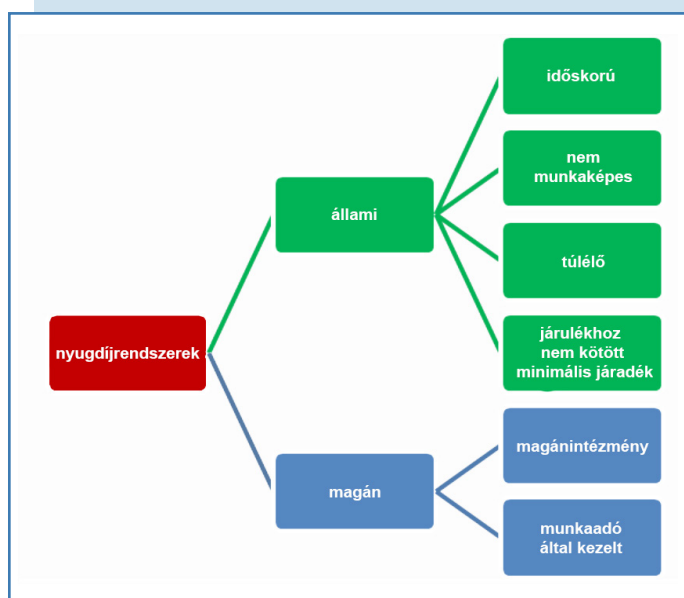 nyugdíjrendszerek
állami
időskorú
nem
munkaképes
túlélő
járulékhoz
nem kötött
minimális járadék
magán
magánintézmény
munkaadó
által kezelt